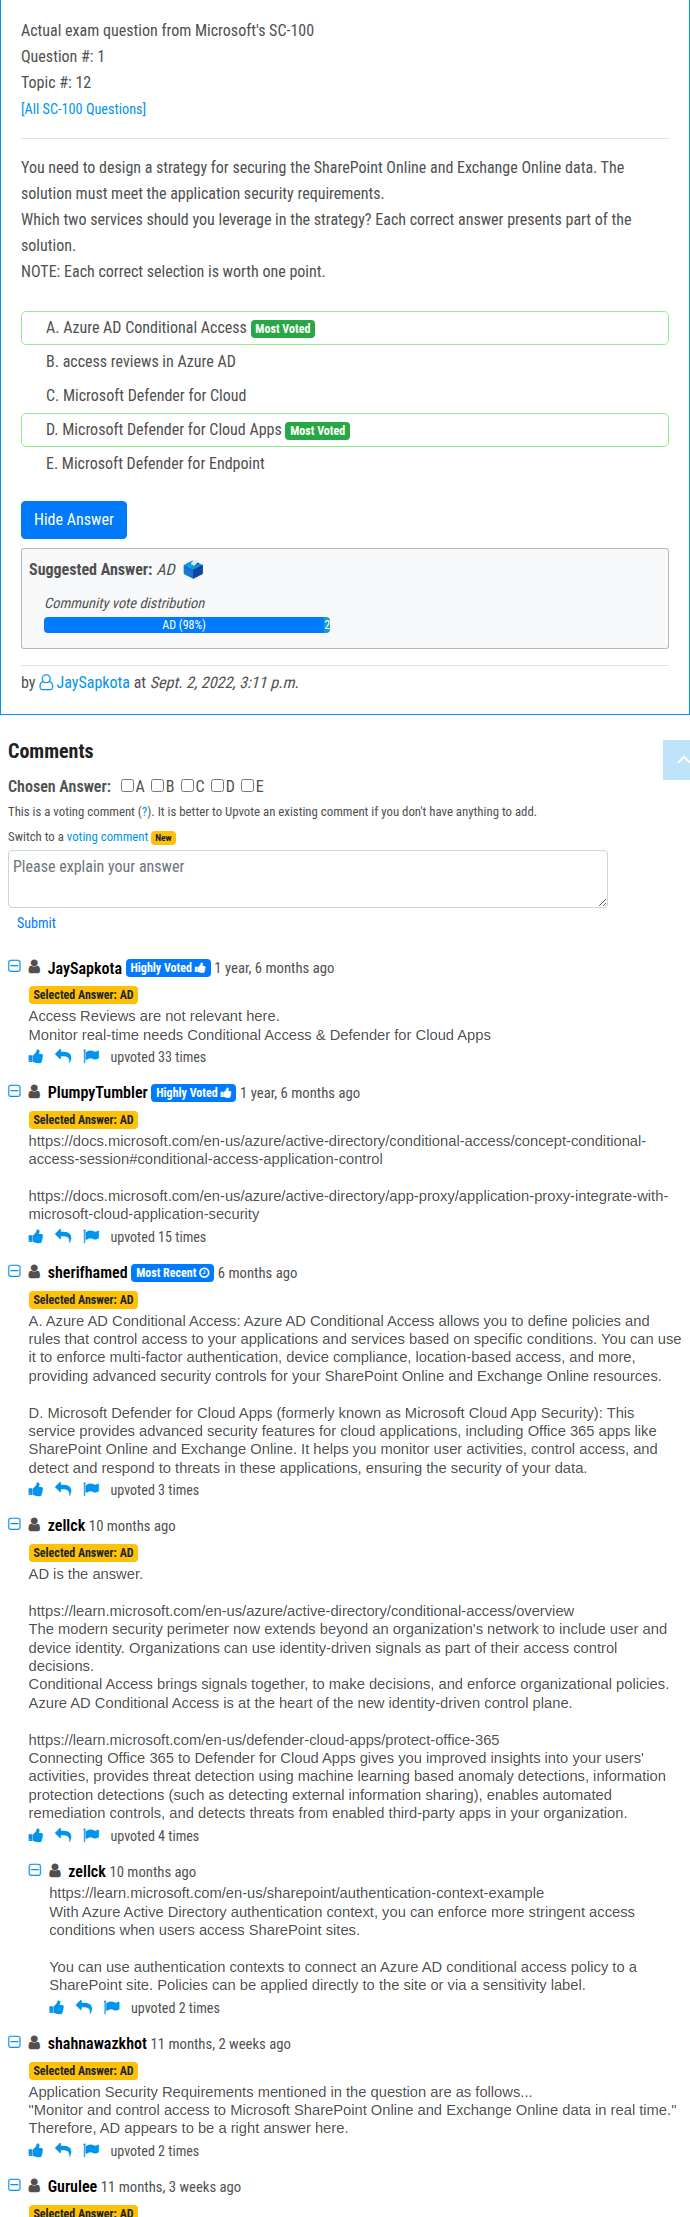 Actual exam question from Microsoft's SC-100
Question #: 1
Topic #: 12
[All SC-100 Questions]
You need to design a strategy for securing the SharePoint Online and Exchange Online data. The
solution must meet the application security requirements.
Which two services should you leverage in the strategy? Each correct answer presents part of the
solution.
NOTE: Each correct selection is worth one point.
A. Azure AD Conditional Access Most Voted
B. access reviews in Azure AD
C. Microsoft Defender for Cloud
D. Microsoft Defender for Cloud Apps Most Voted
E. Microsoft Defender for Endpoint
Hide Answer
Suggested Answer: AD
Community vote distribution
AD (98%) 2
by JaySapkota at Sept. 2, 2022, 3:11 p.m.
Comments
Chosen Answer: A B C D E
This is a voting comment (?). It is better to Upvote an existing comment if you don't have anything to add.
Switch to a voting comment New
Please explain your answer
Submit
JaySapkota Highly Voted 1 year, 6 months ago
Selected Answer: AD
Access Reviews are not relevant here.
Monitor real-time needs Conditional Access & Defender for Cloud Apps
upvoted 33 times
PlumpyTumbler Highly Voted 1 year, 6 months ago
Selected Answer: AD
https://docs.microsoft.com/en-us/azure/active-directory/conditional-access/concept-conditional-
access-session#conditional-access-application-control
https://docs.microsoft.com/en-us/azure/active-directory/app-proxy/application-proxy-integrate-with-
microsoft-cloud-application-security
upvoted 15 times
sherifhamed Most Recent 6 months ago
Selected Answer: AD
A. Azure AD Conditional Access: Azure AD Conditional Access allows you to define policies and
rules that control access to your applications and services based on specific conditions. You can use
it to enforce multi-factor authentication, device compliance, location-based access, and more,
providing advanced security controls for your SharePoint Online and Exchange Online resources.
D. Microsoft Defender for Cloud Apps (formerly known as Microsoft Cloud App Security): This
service provides advanced security features for cloud applications, including Office 365 apps like
SharePoint Online and Exchange Online. It helps you monitor user activities, control access, and
detect and respond to threats in these applications, ensuring the security of your data.
upvoted 3 times
zellck 10 months ago
Selected Answer: AD
AD is the answer.
https://learn.microsoft.com/en-us/azure/active-directory/conditional-access/overview
The modern security perimeter now extends beyond an organization's network to include user and
device identity. Organizations can use identity-driven signals as part of their access control
decisions.
Conditional Access brings signals together, to make decisions, and enforce organizational policies.
Azure AD Conditional Access is at the heart of the new identity-driven control plane.
https://learn.microsoft.com/en-us/defender-cloud-apps/protect-office-365
Connecting Office 365 to Defender for Cloud Apps gives you improved insights into your users'
activities, provides threat detection using machine learning based anomaly detections, information
protection detections (such as detecting external information sharing), enables automated
remediation controls, and detects threats from enabled third-party apps in your organization.
upvoted 4 times
zellck 10 months ago
https://learn.microsoft.com/en-us/sharepoint/authentication-context-example
With Azure Active Directory authentication context, you can enforce more stringent access
conditions when users access SharePoint sites.
You can use authentication contexts to connect an Azure AD conditional access policy to a
SharePoint site. Policies can be applied directly to the site or via a sensitivity label.
upvoted 2 times
shahnawazkhot 11 months, 2 weeks ago
Selected Answer: AD
Application Security Requirements mentioned in the question are as follows...
"Monitor and control access to Microsoft SharePoint Online and Exchange Online data in real time."
Therefore, AD appears to be a right answer here.
upvoted 2 times
Gurulee 11 months, 3 weeks ago
Selected Answer: AD